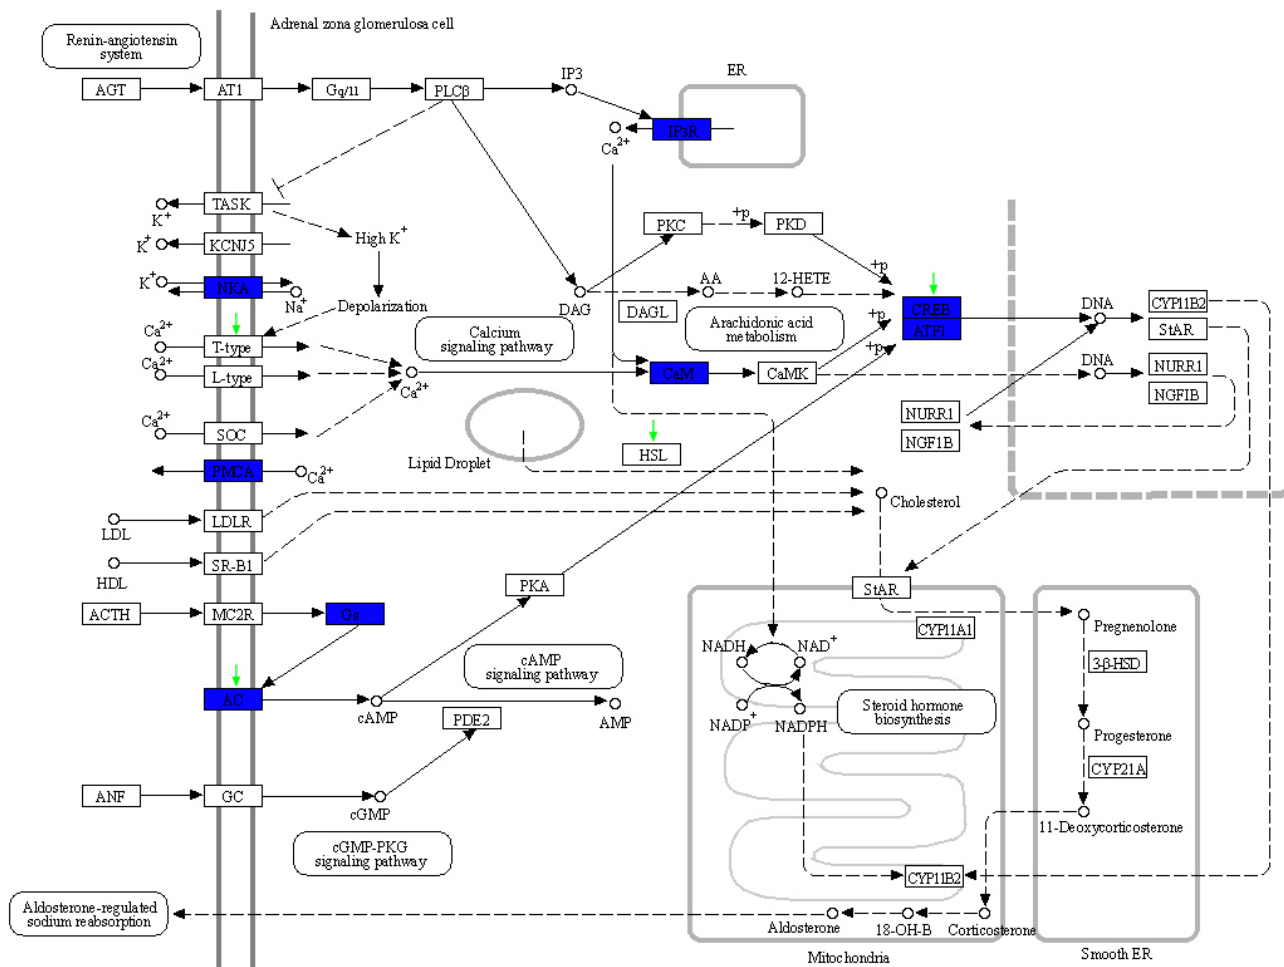 Adrenal zona glomerulosa cell
Renin-angiotensin
system
AGT
AT1
Gq/11
PLCβ
IP3
ER
IP3R
Ca2+
TASK
K+
KCNJ5
K+
High K+
PKC
+p
PKD
+p
K+
NKA
Na+
Depolarization
DAG
DAGL
AA
12-HETE
Arachidonic acid
metabolism
+p
+p
CREB
ATF1
DNA
CYP11B2
StAR
Ca2+
T-type
Ca2+
L-type
Calcium
signaling pathway
Ca2+
CaM
CaMK
DNA
NURR1
NGFIB
NURR1
NGF1B
Ca2+
SOC
Lipid Droplet
HSL
PMCA
Ca2+
Cholesterol
LDL
LDLR
HDL
SR-B1
PKA
StAR
ACTH
MC2R
Gs
CYP11A1
Pregnenolone
NADH
NAD+
3-β-HSD
cAMP
signaling pathway
AC
cAMP
AMP
PDE2
NADP+
NADPH
Steroid hormone
biosynthesis
Progesterone
CYP21A
ANF
GC
cGMP
11-Deoxycorticosterone
cGMP-PKG
signaling pathway
CYP11B2
Aldosterone-regulated
sodium reabsorption
Aldosterone
18-OH-B
Corticosterone
Mitochondria
Smooth ER